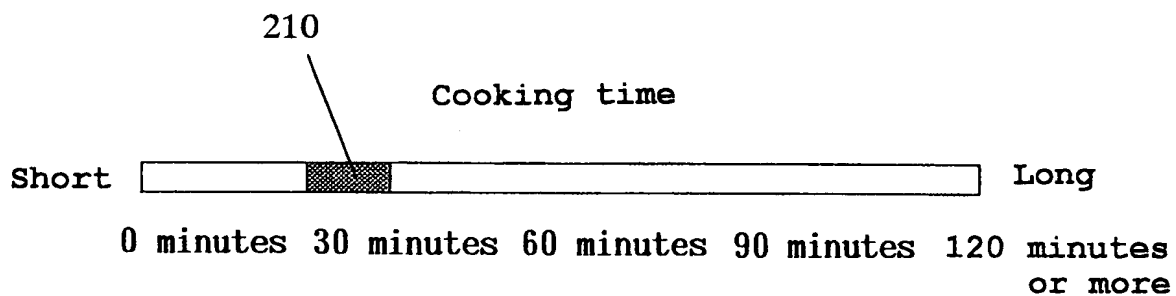 210
Cooking time
Short
Long
0 minutes 30 minutes 60 minutes 90 minutes 120 minutes
or more